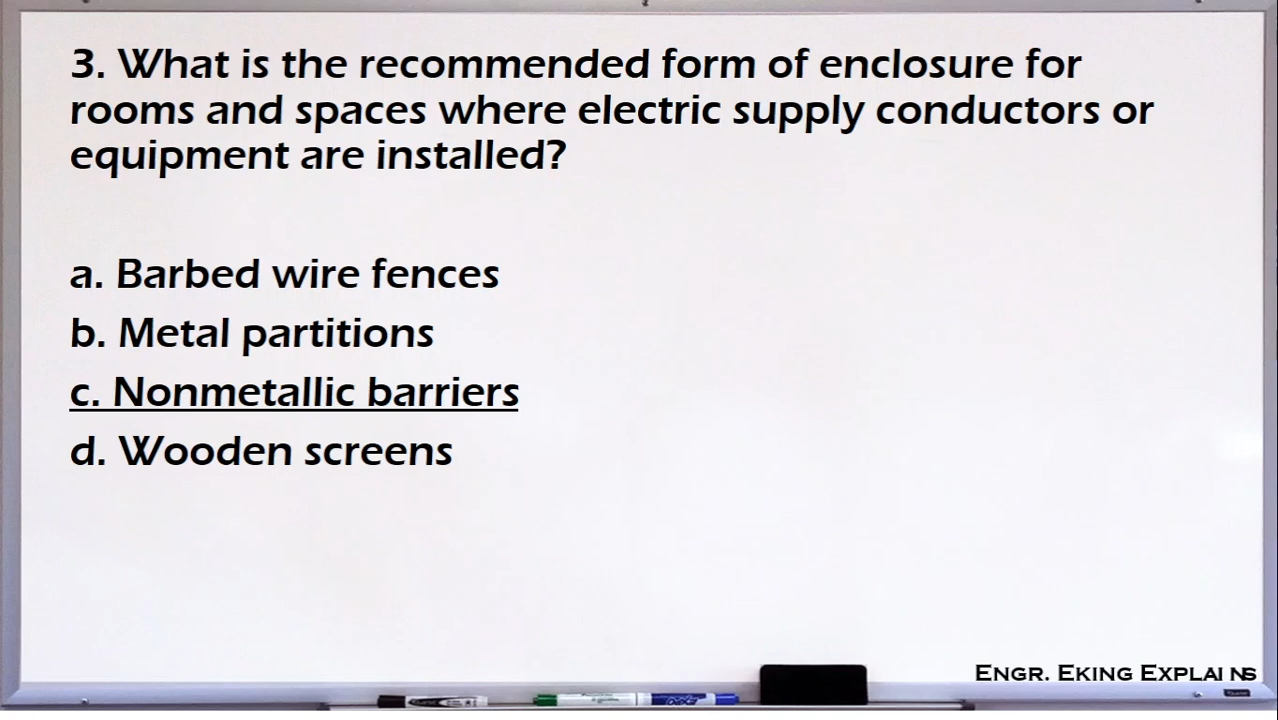 3. What is the recommended form of enclosure for
rooms and spaces where electric supply conductors or
equipment are installed?
a. Barbed wire fences
b. Metal partitions
c. Nonmetallic barriers
d. Wooden screens
Engr. Eking Explains